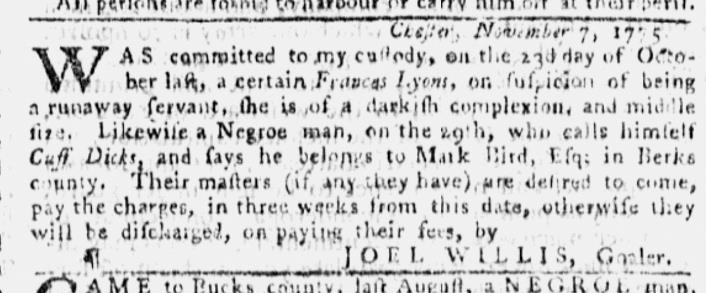 All persons are forbid to harbour or carry him off at their peril.
Chester, November 7, 1775.
WAS committed to my custody, on the 23d day of Octo-
ber last, a certain Frances Lyons, on suspicion of being
a runaway servant, she is of a darkish complexion, and middle
size. Likewise a Negroe man, on the 29th, who calls himself
Cuff Dicks, and says he belongs to Mark Bird, Esq; in Berks
county. Their masters (if any they have) are desired to come,
pay the charges, in three weeks from this date, otherwise they
will be discharged, on paying their fees, by
¶ JOEL WILLIS, Goaler.
CAME to Bucks county, last August, a NEGROE man,